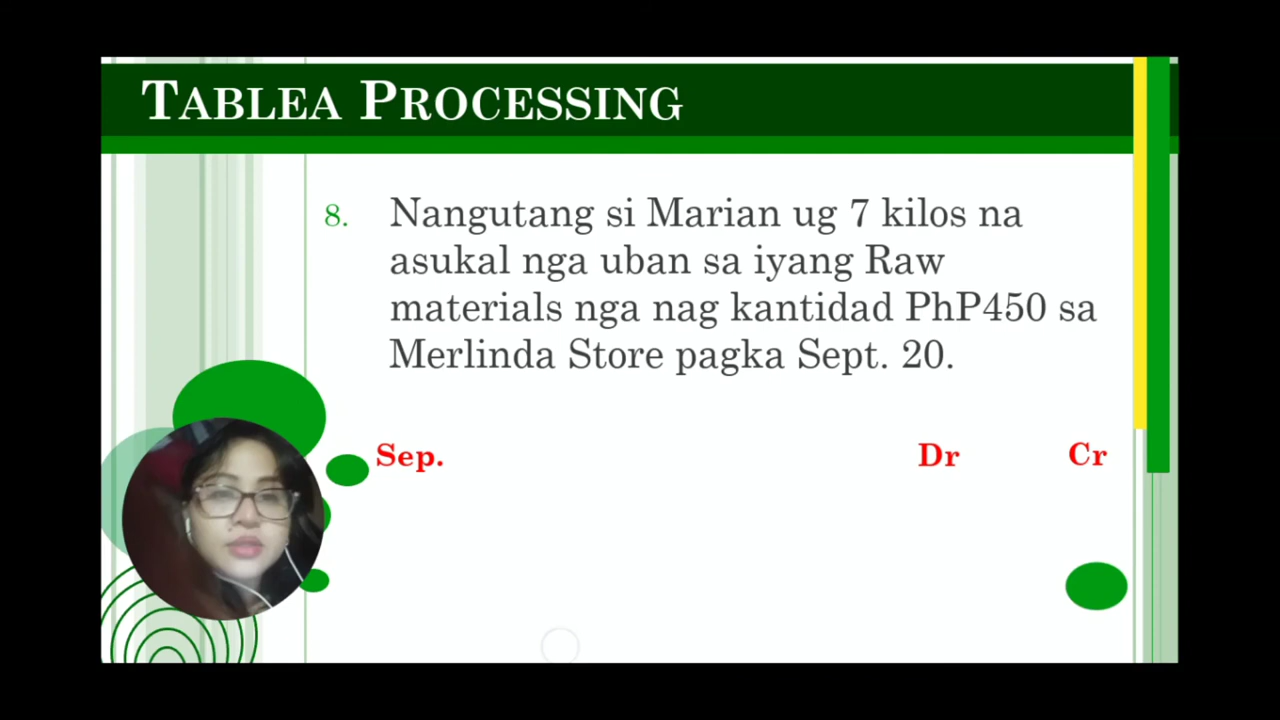 TABLEA PROCESSING
8. Nangutang si Marian ug 7 kilos na
asukal nga uban sa iyang Raw
materials nga nag kantidad PhP450 sa
Merlinda Store pagka Sept. 20.
Sep. Dr Cr